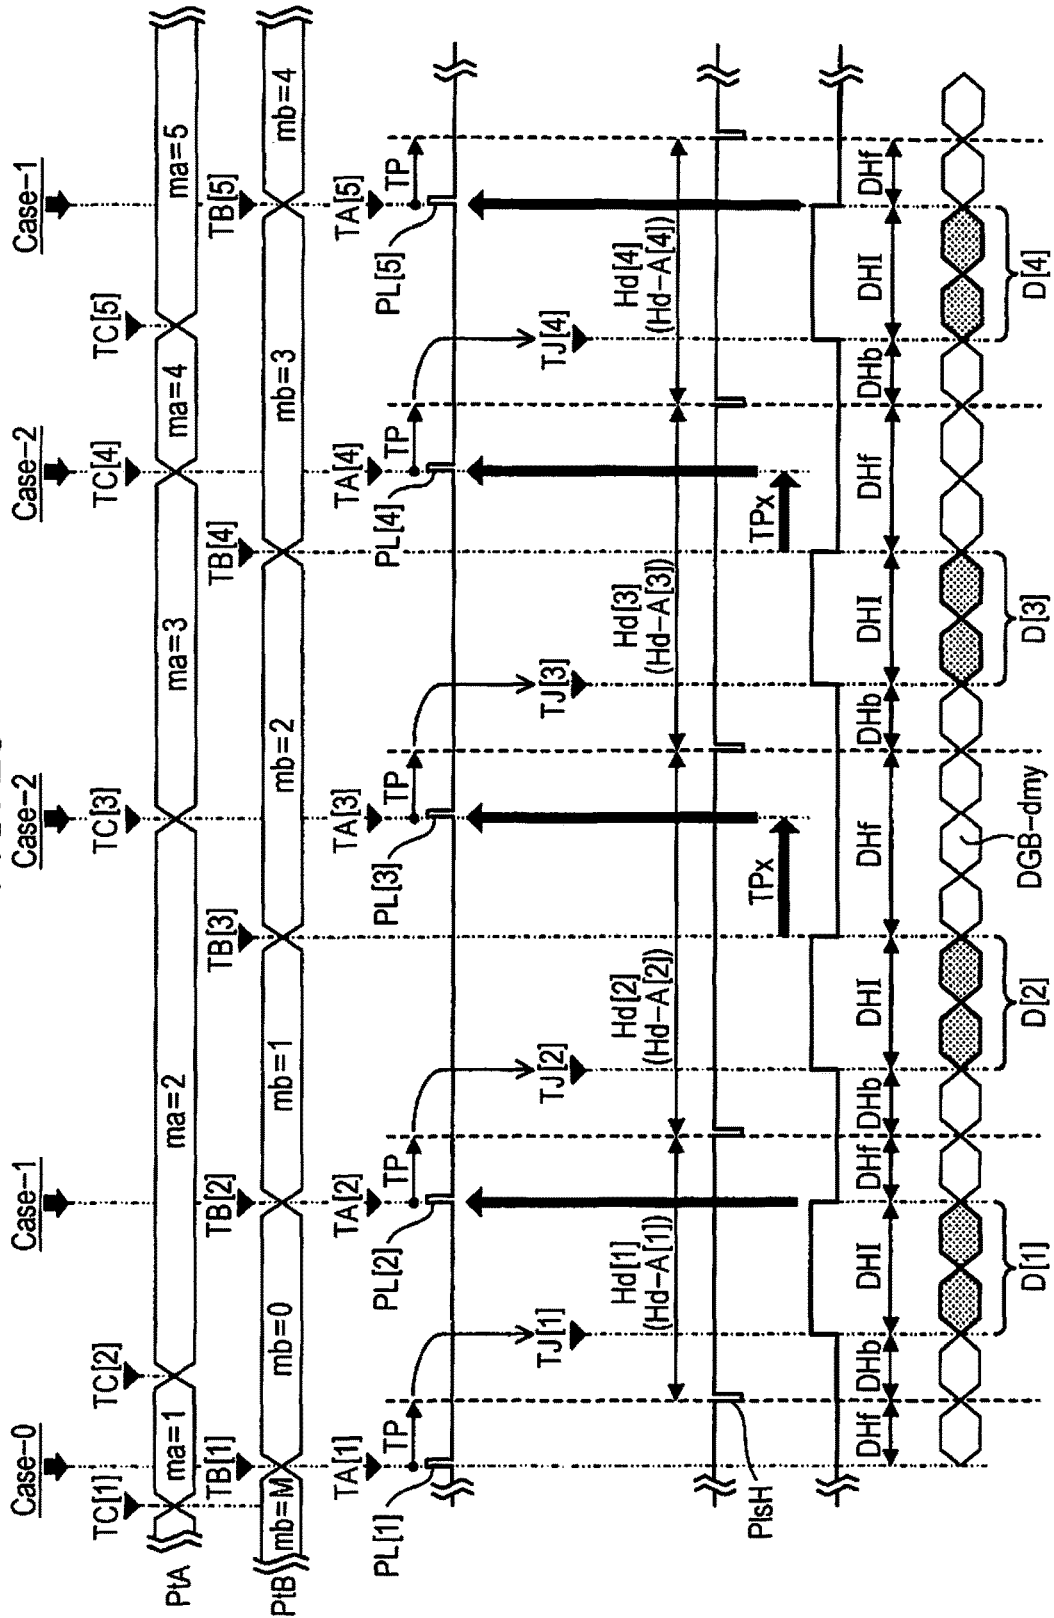 Case-0 Case-1 Case-2 Case-2 Case-1
TC[1] TC[2] TC[3] TC[4] TC[5]
PtA ma=1 ma=2 ma=3 ma=4 ma=5
TB[1] TB[2] TB[3] TB[4] TB[5]
PtB mb=M mb=0 mb=1 mb=2 mb=3 mb=4
TA[1] TA[2] TA[3] TA[4] TA[5]
TP TP TP TP TP
PL[1] PL[2] PL[3] PL[4] PL[5]
TJ[1] TJ[2] TJ[3] TJ[4]
Hd[1] Hd[2] Hd[3] Hd[4]
(Hd-A[1]) (Hd-A[2]) (Hd-A[3]) (Hd-A[4])
PlsH
TPx TPx
DHf DHb DHI DHf DHb DHI DHf DHb DHI DHf DHb DHI DHf
D[1] D[2] DGB-dmy D[3] D[4]